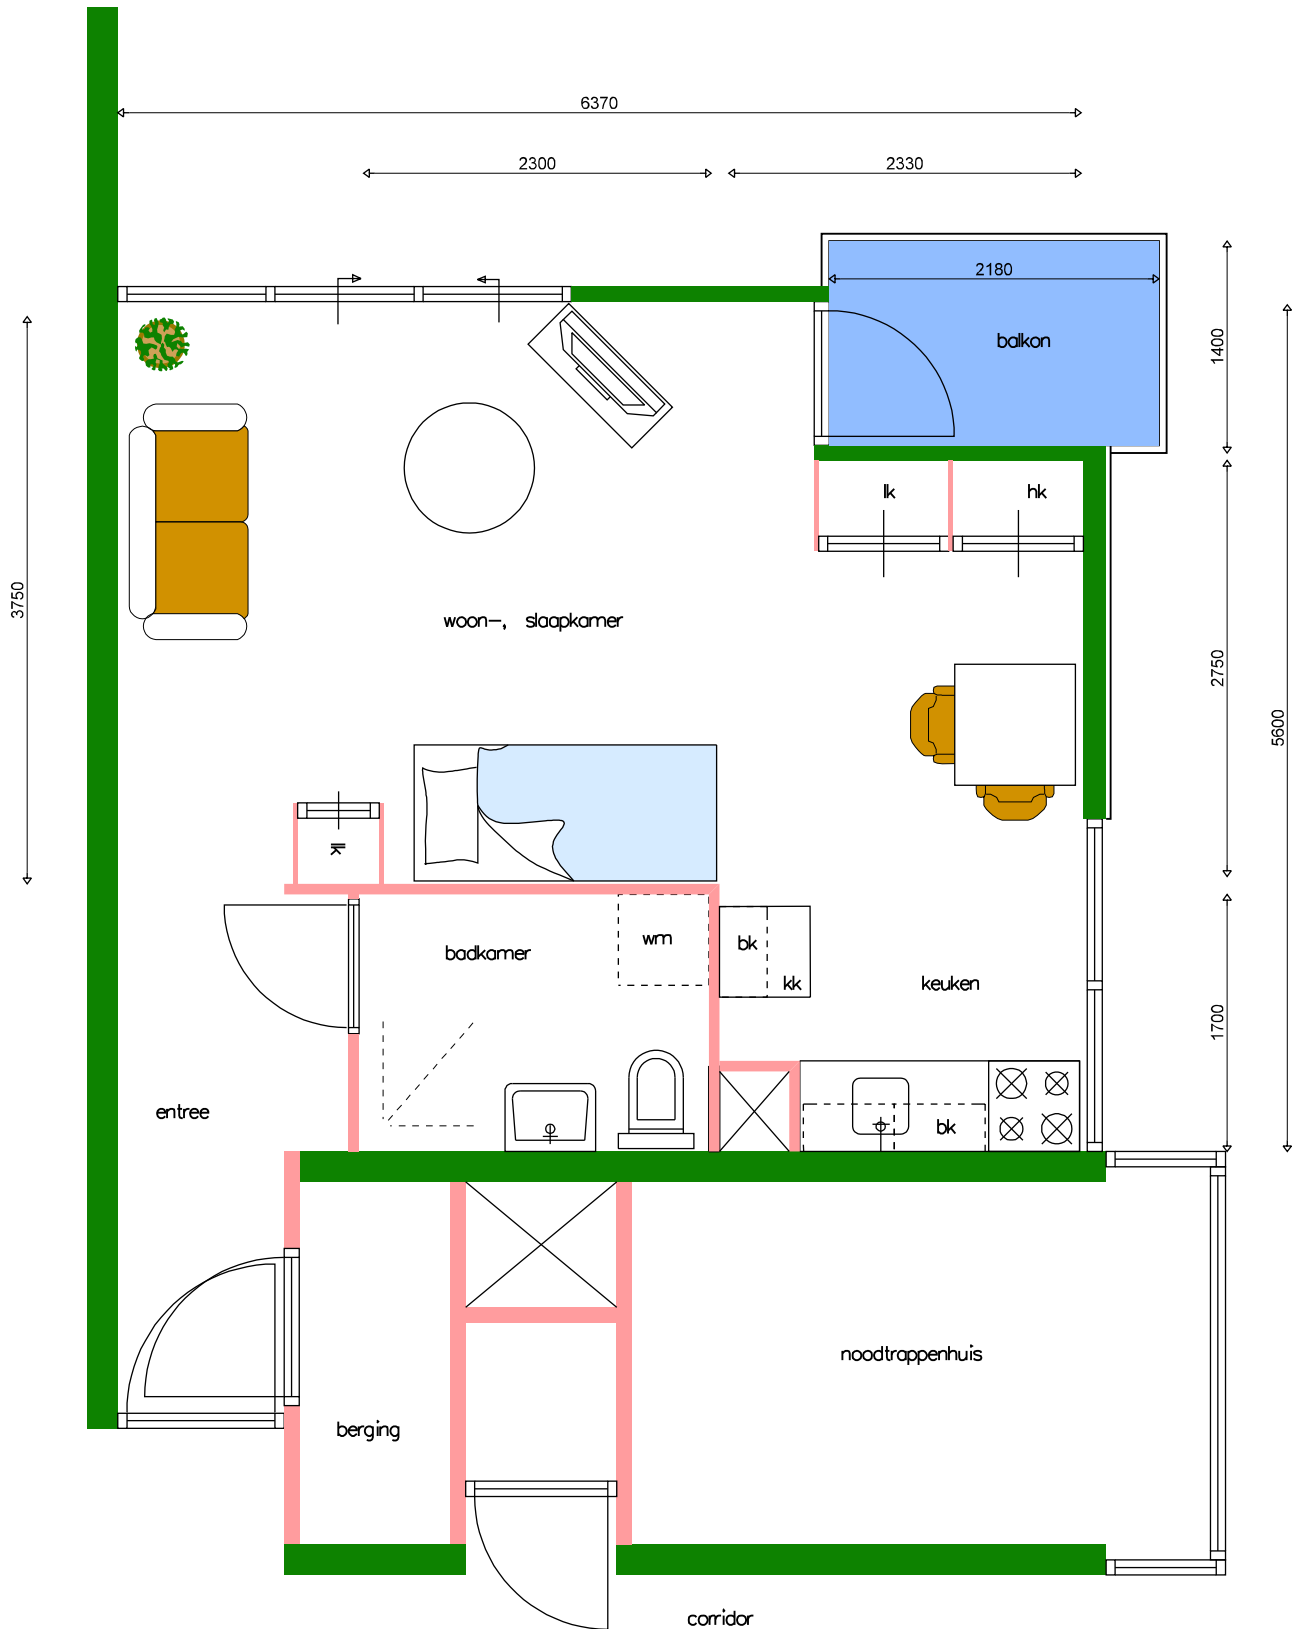 6370
2300 2330
2180
1400
balkon
lk hk
3750
woon-, slaapkamer
2750
5600
lk
wm bk
badkamer
kk keuken
1700
entree
bk
noodtrappenhuis
berging
corridor